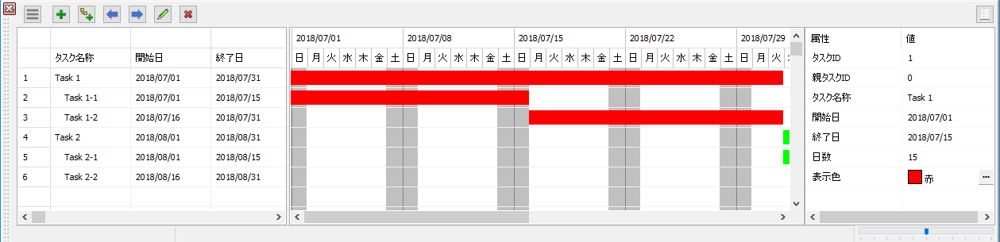 2018/07/01 2018/07/08 2018/07/15 2018/07/22 2018/07/29 属性 値
タスク名称 開始日 終了日 日 月 火 水 木 金 土 日 月 火 水 木 金 土 日 月 火 水 木 金 土 日 月 火 水 木 金 土 日 月 火 タスクID 1
1 Task 1 2018/07/01 2018/07/31 親タスクID 0
2 Task 1-1 2018/07/01 2018/07/15 タスク名称 Task 1
3 Task 1-2 2018/07/16 2018/07/31 開始日 2018/07/01
4 Task 2 2018/08/01 2018/08/31 終了日 2018/07/15
5 Task 2-1 2018/08/01 2018/08/15 日数 15
6 Task 2-2 2018/08/16 2018/08/31 表示色 赤 ...